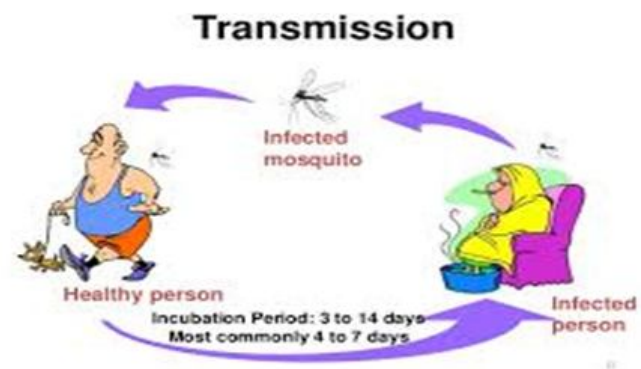 Transmission
Infected
mosquito
Healthy person
Incubation Period: 3 to 14 days
Most commonly 4 to 7 days
Infected
person